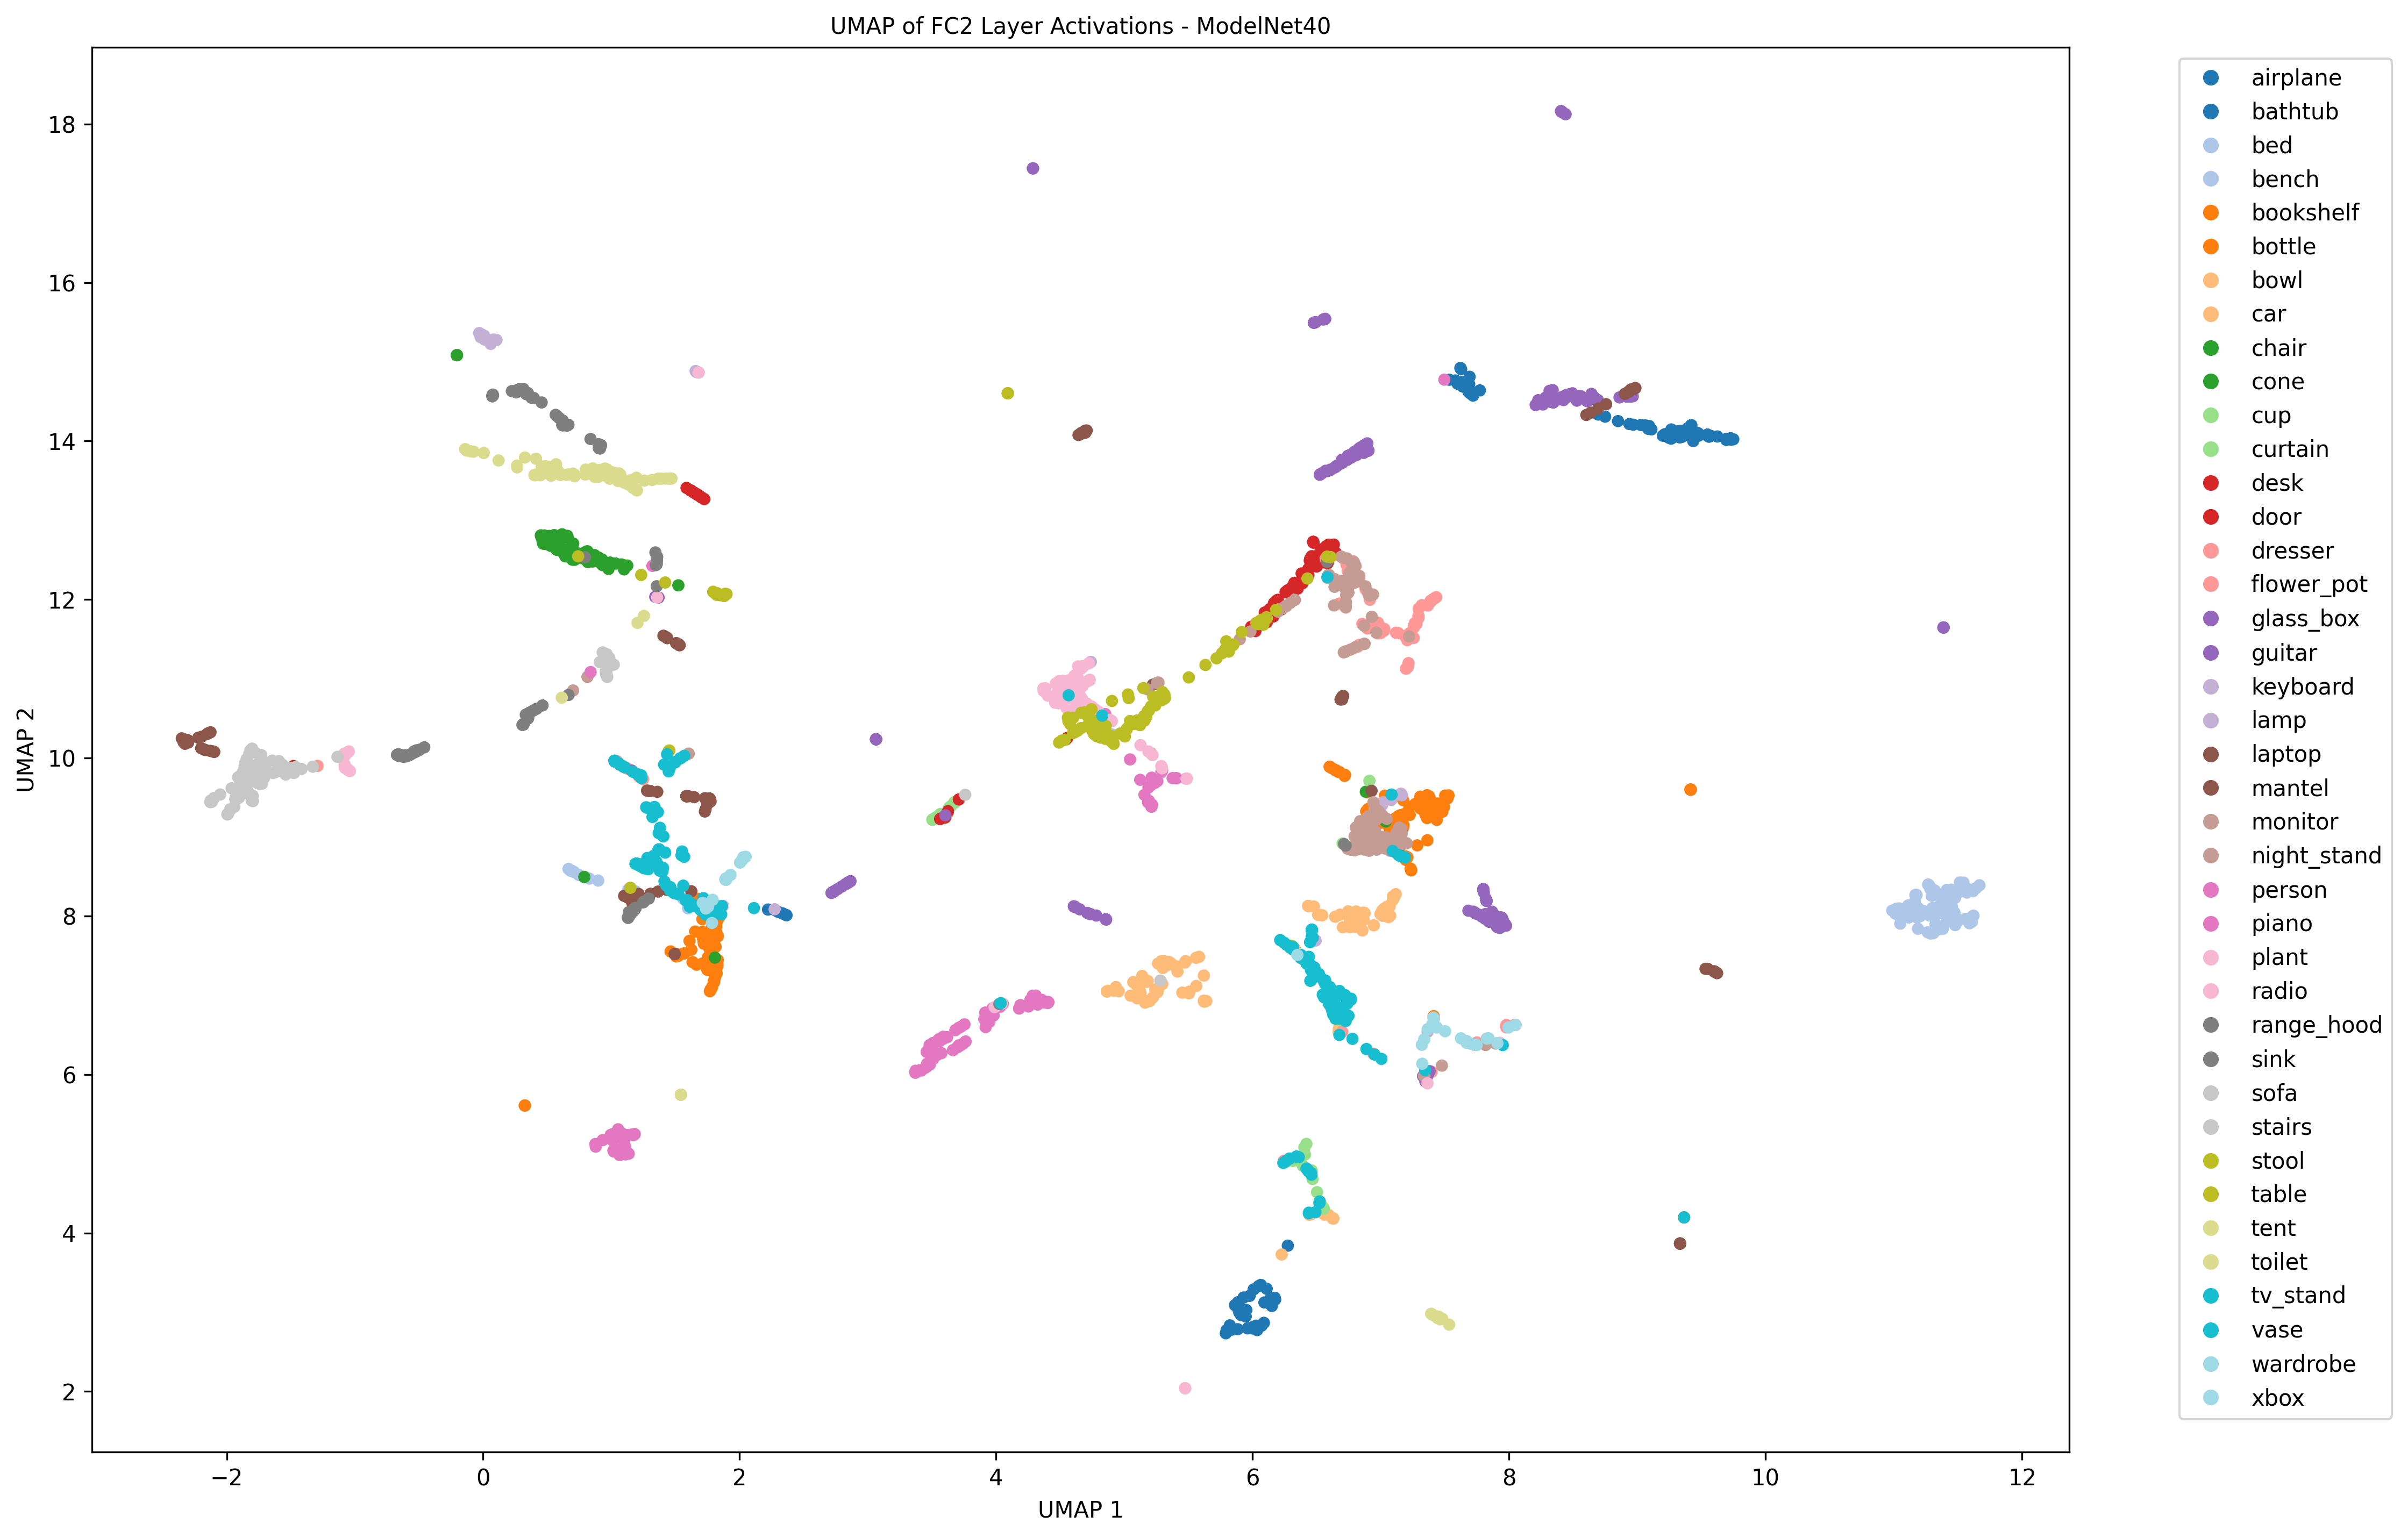 UMAP of FC2 Layer Activations - ModelNet40
18
16
14
12
10
8
6
4
2
UMAP 2
−2
0
2
4
6
8
10
12
UMAP 1
airplane
bathtub
bed
bench
bookshelf
bottle
bowl
car
chair
cone
cup
curtain
desk
door
dresser
flower_pot
glass_box
guitar
keyboard
lamp
laptop
mantel
monitor
night_stand
person
piano
plant
radio
range_hood
sink
sofa
stairs
stool
table
tent
toilet
tv_stand
vase
wardrobe
xbox